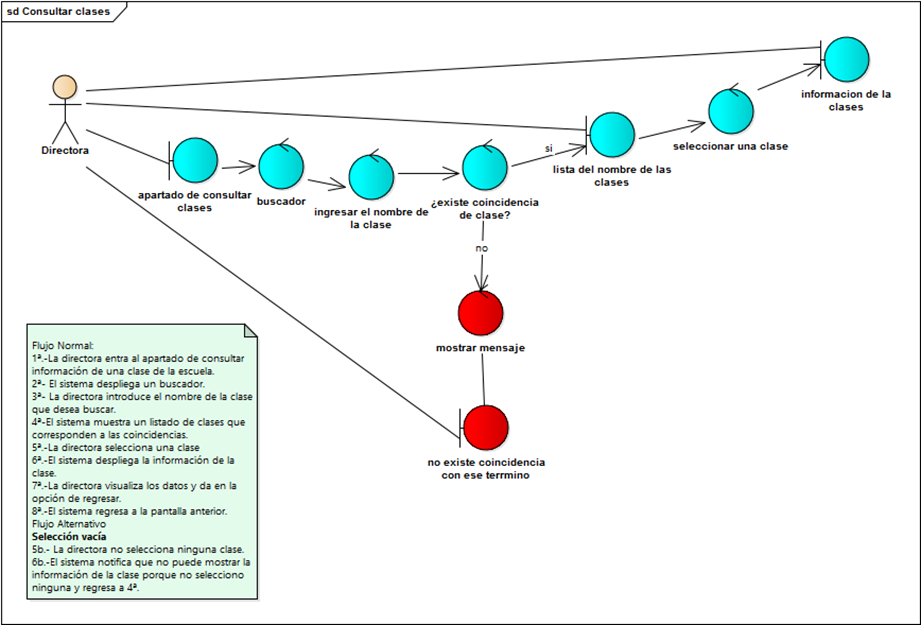 sd Consultar clases
informacion de la
clases
Directora
seleccionar una clase
si
lista del nombre de las
clases
apartado de consultar
clases
buscador
ingresar el nombre de
la clase
¿existe coincidencia
de clase?
no
mostrar mensaje
no existe coincidencia
con ese terrmino
Flujo Normal:
1ª.-La directora entra al apartado de consultar
información de una clase de la escuela.
2ª- El sistema despliega un buscador.
3ª- La directora introduce el nombre de la clase
que desea buscar.
4ª-El sistema muestra un listado de clases que
corresponden a las coincidencias.
5ª.-La directora selecciona una clase
6ª.-El sistema despliega la información de la
clase.
7ª.-La directora visualiza los datos y da en la
opción de regresar.
8ª.-El sistema regresa a la pantalla anterior.
Flujo Alternativo
Selección vacía
5b.- La directora no selecciona ninguna clase.
6b.-El sistema notifica que no puede mostrar la
información de la clase porque no selecciono
ninguna y regresa a 4ª.